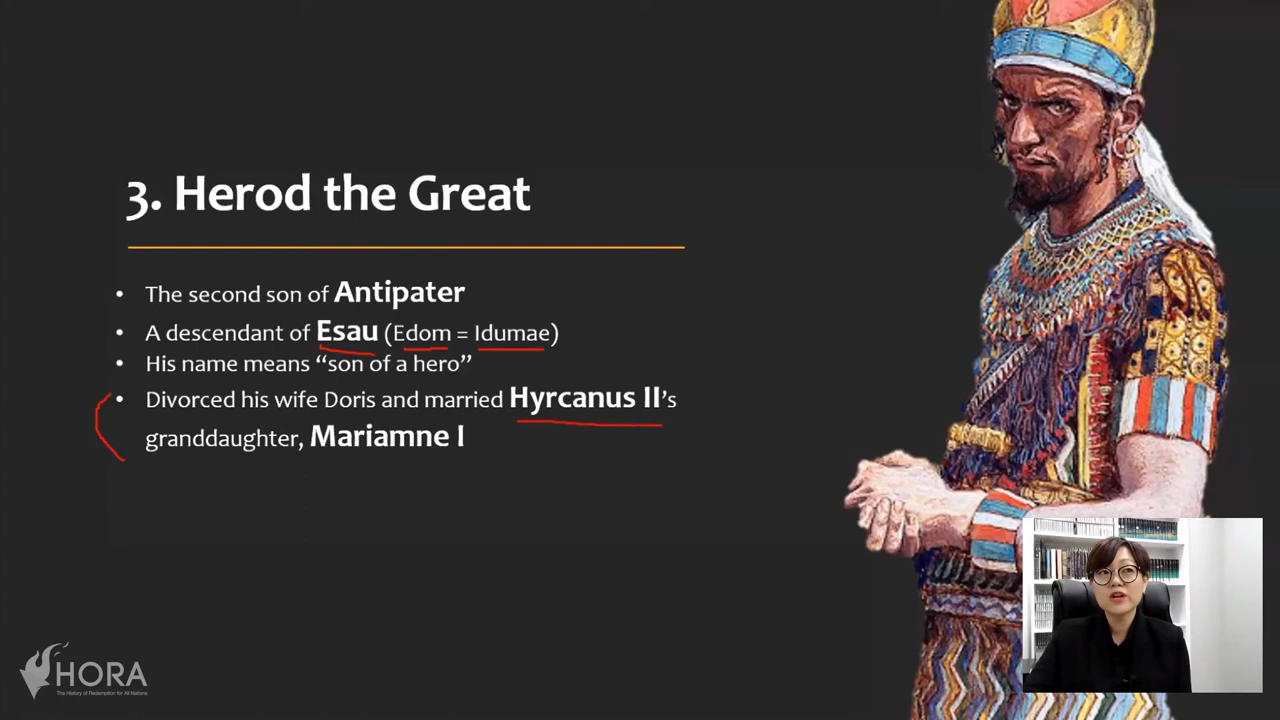 3. Herod the Great
• The second son of Antipater
• A descendant of Esau (Edom = Idumae)
• His name means “son of a hero”
• Divorced his wife Doris and married Hyrcanus II’s
granddaughter, Mariamne I
HORA
The History of Redemption for All Nations